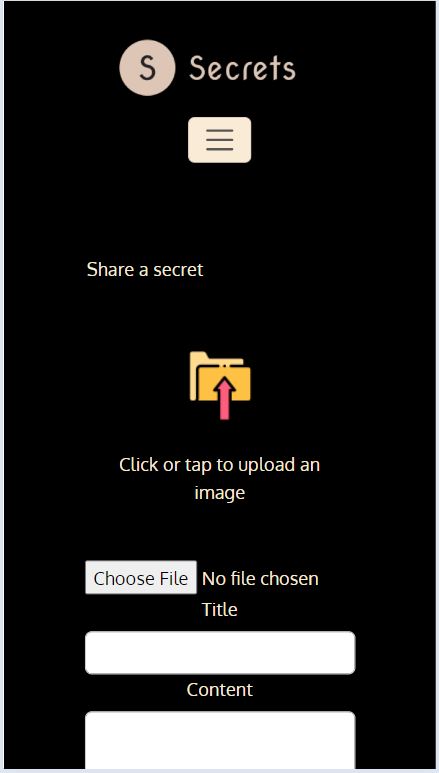 S Secrets
Share a secret
Click or tap to upload an
image
Choose File No file chosen
Title
Content